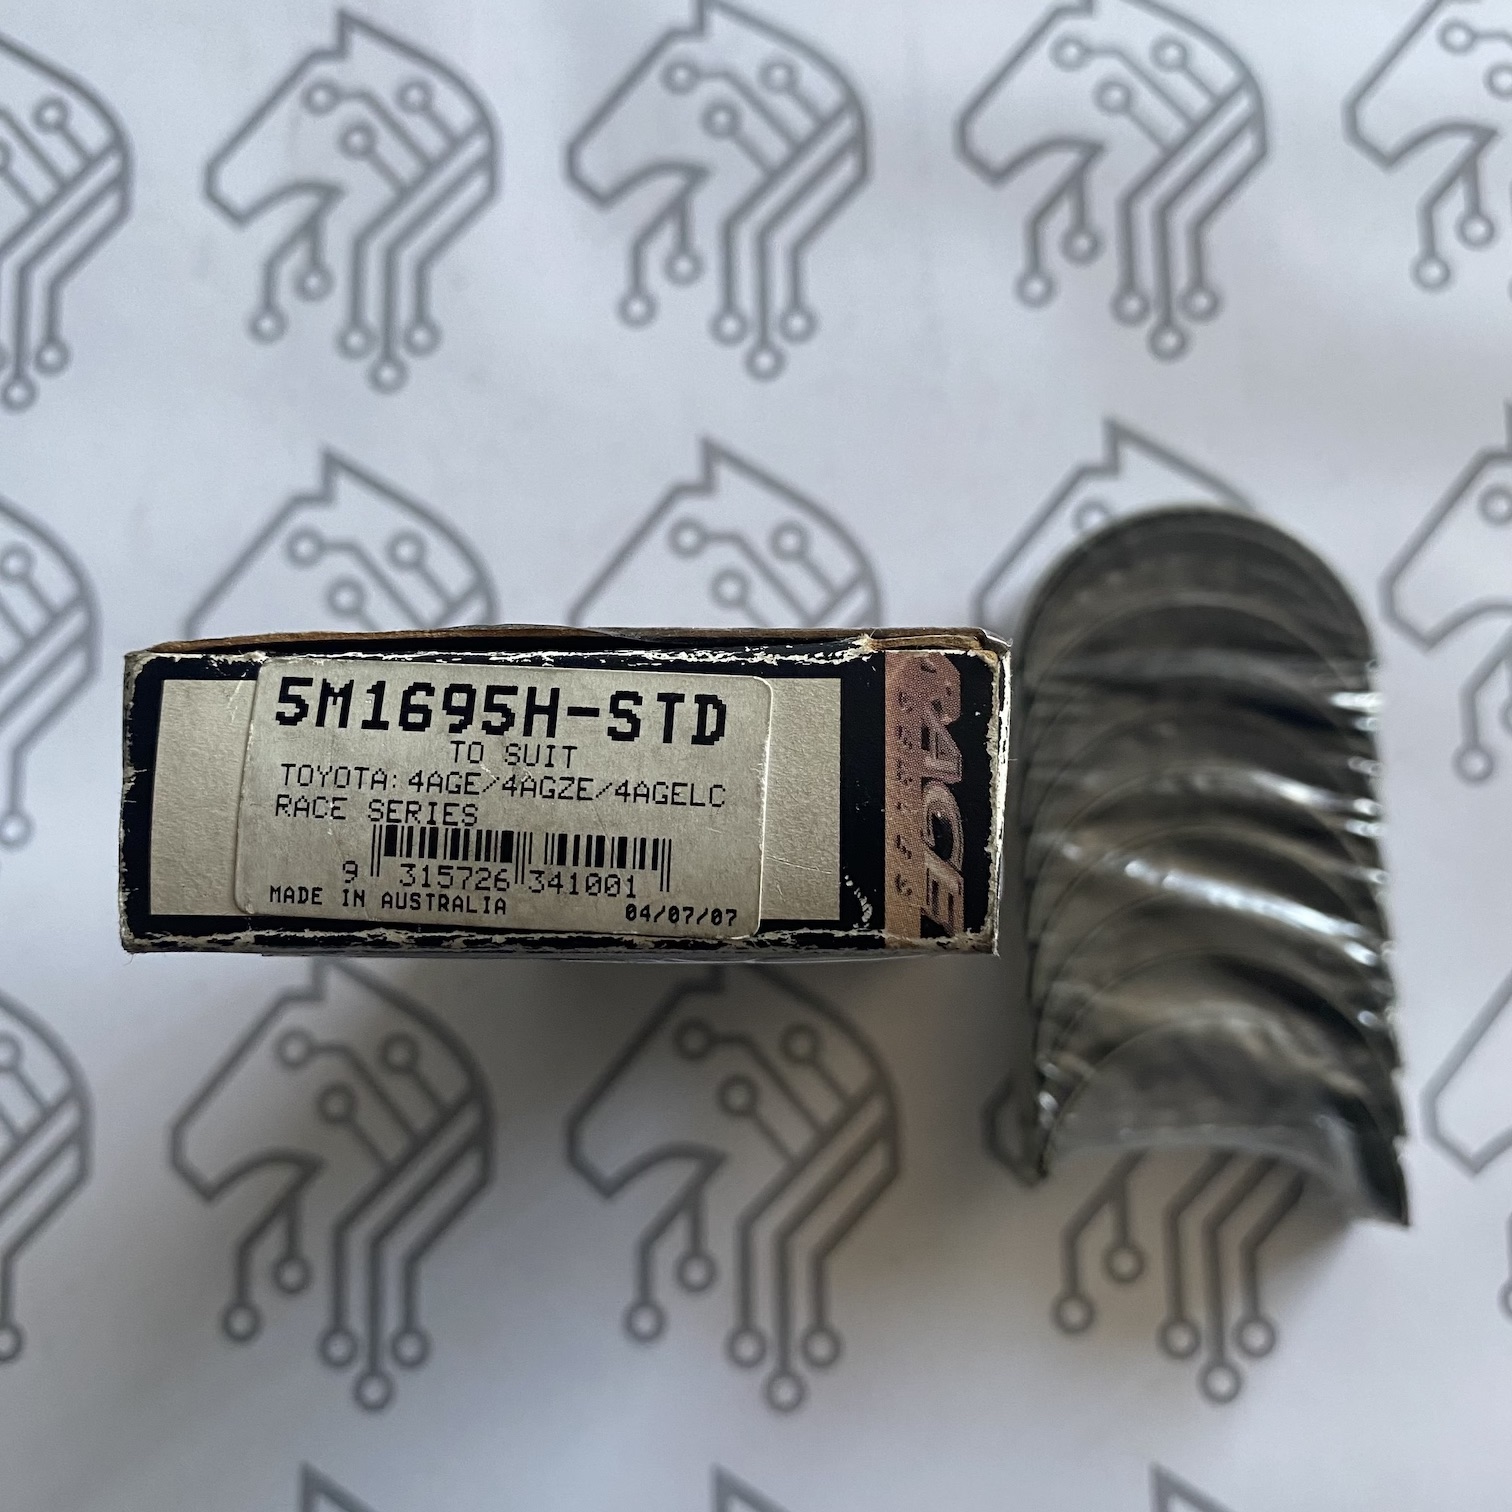 5M1695H-STD
TO SUIT
TOYOTA: 4AGE/4AGZE/4AGELC
RACE SERIES
9 315726 341001
MADE IN AUSTRALIA 04/07/07
RACE
SERIES